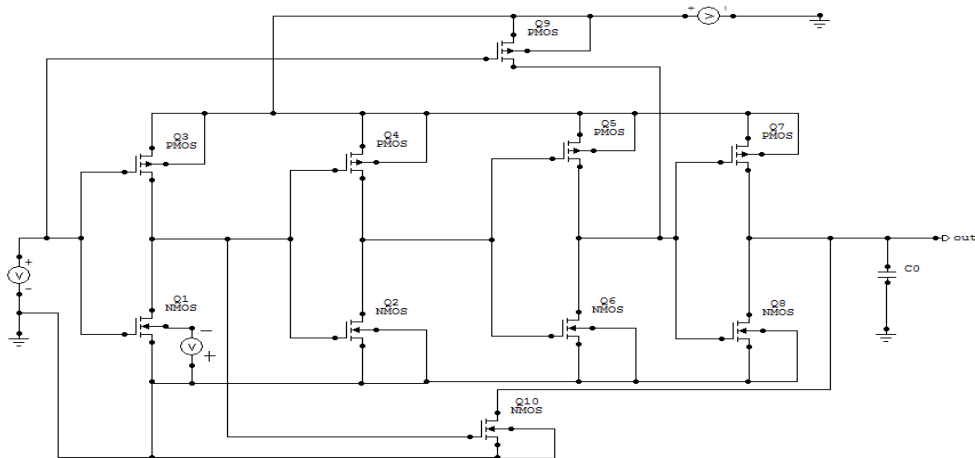 Q9
PMOS
+
V
-
Q3
PMOS
Q4
PMOS
Q5
PMOS
Q7
PMOS
+
V
-
out
C0
Q1
NMOS
Q2
NMOS
Q6
NMOS
Q8
NMOS
-
V
+
Q10
NMOS